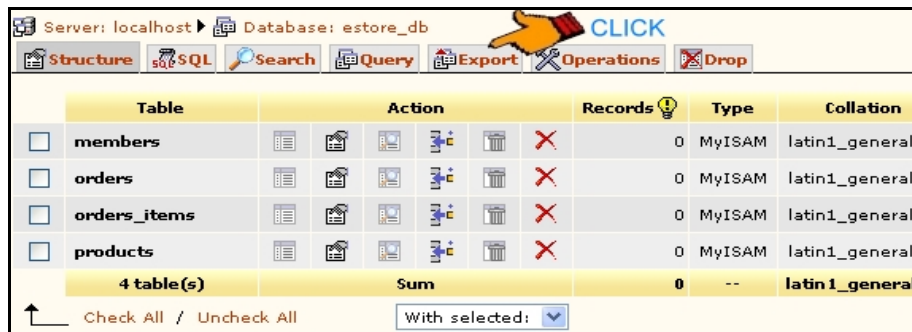 Server: localhost Database: estore_db CLICK
Structure SQL Search Query Export Operations Drop
Table Action Records Type Collation
members 0 MyISAM latin1_general
orders 0 MyISAM latin1_general
orders_items 0 MyISAM latin1_general
products 0 MyISAM latin1_general
4 table(s) Sum 0 -- latin1_general
Check All / Uncheck All With selected: